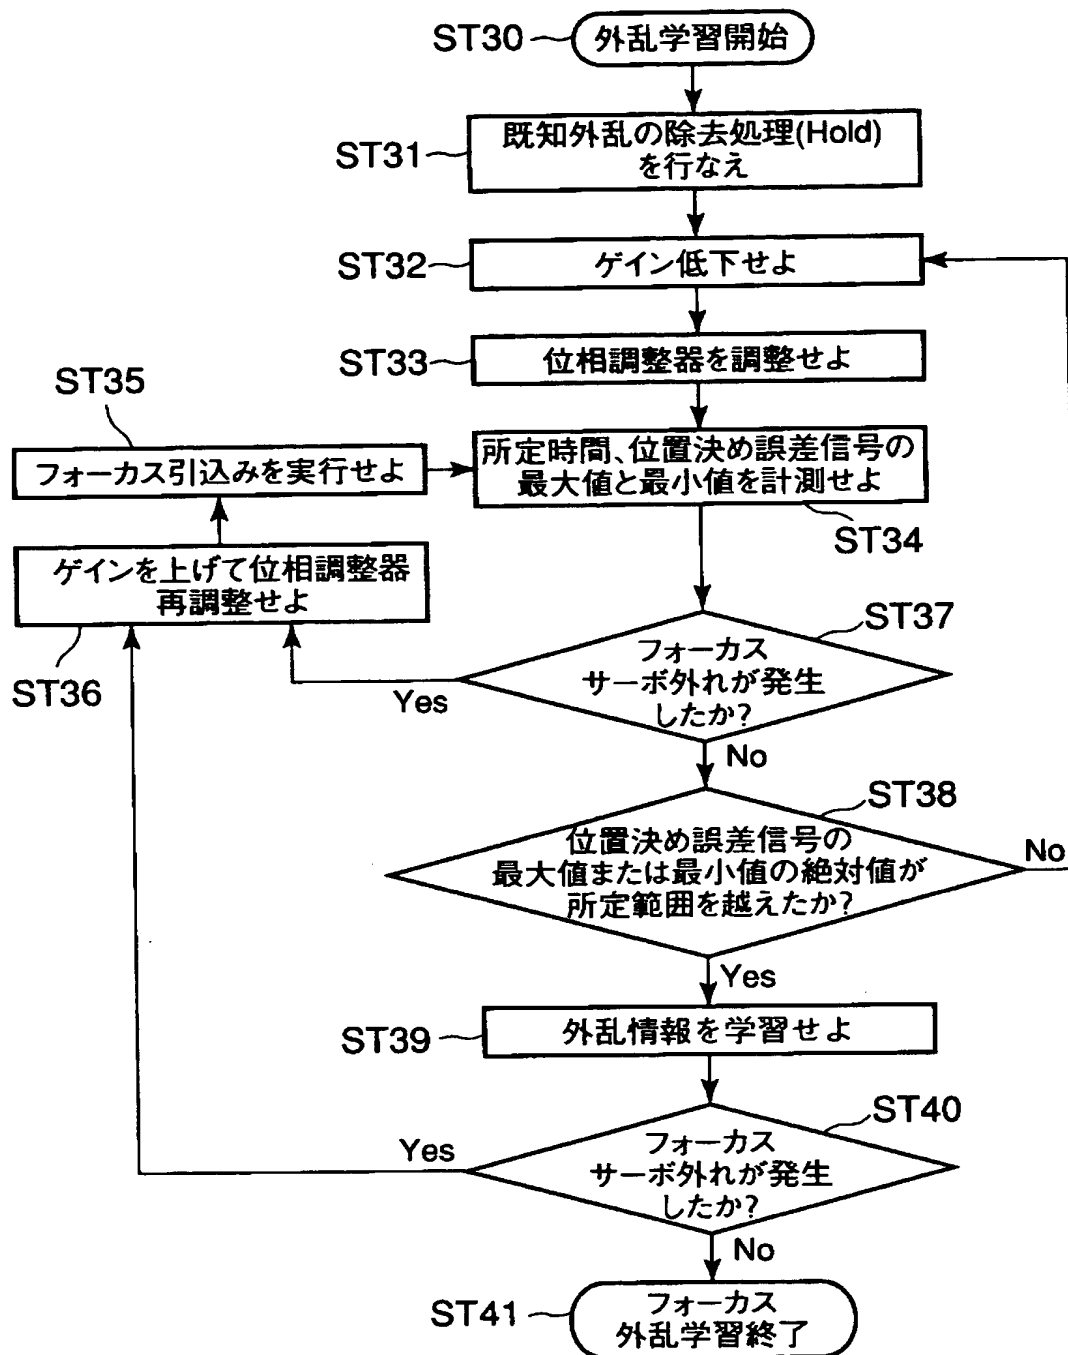 ST30
外乱学習開始
ST31
既知外乱の除去処理(Hold)
を行なえ
ST32
ゲイン低下せよ
ST33
位相調整器を調整せよ
ST35
フォーカス引込みを実行せよ
所定時間、位置決め誤差信号の
最大値と最小値を計測せよ
ST34
ゲインを上げて位相調整器
再調整せよ
ST36
ST37
フォーカス
サーボ外れが発生
したか?
Yes
No
ST38
位置決め誤差信号の
最大値または最小値の絶対値が
所定範囲を越えたか?
No
Yes
ST39
外乱情報を学習せよ
ST40
フォーカス
サーボ外れが発生
したか?
Yes
No
ST41
フォーカス
外乱学習終了